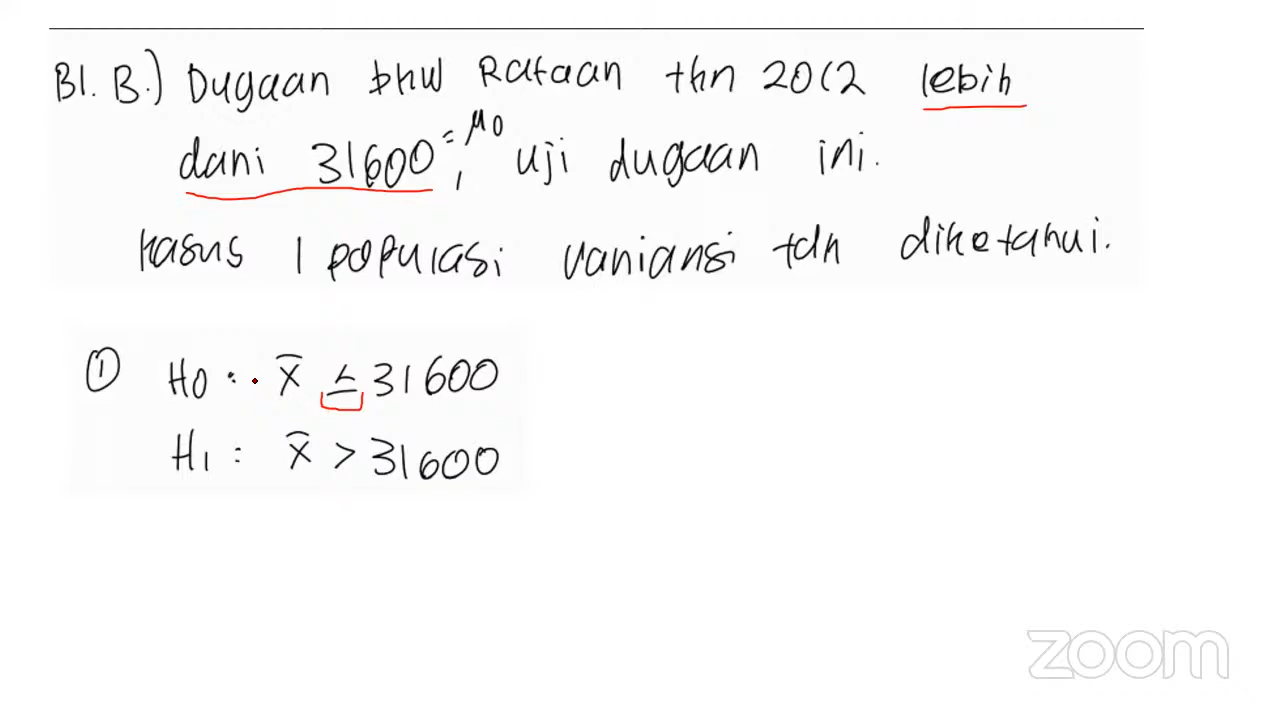 B1. B.) Dugaan bhw Rataan thn 2012 lebih
dari 31600 = μ0, uji dugaan ini.
kasus 1 populasi variansi tdk diketahui.
① H0 : x̄ ≤ 31600
H1 : x̄ > 31600
zoom